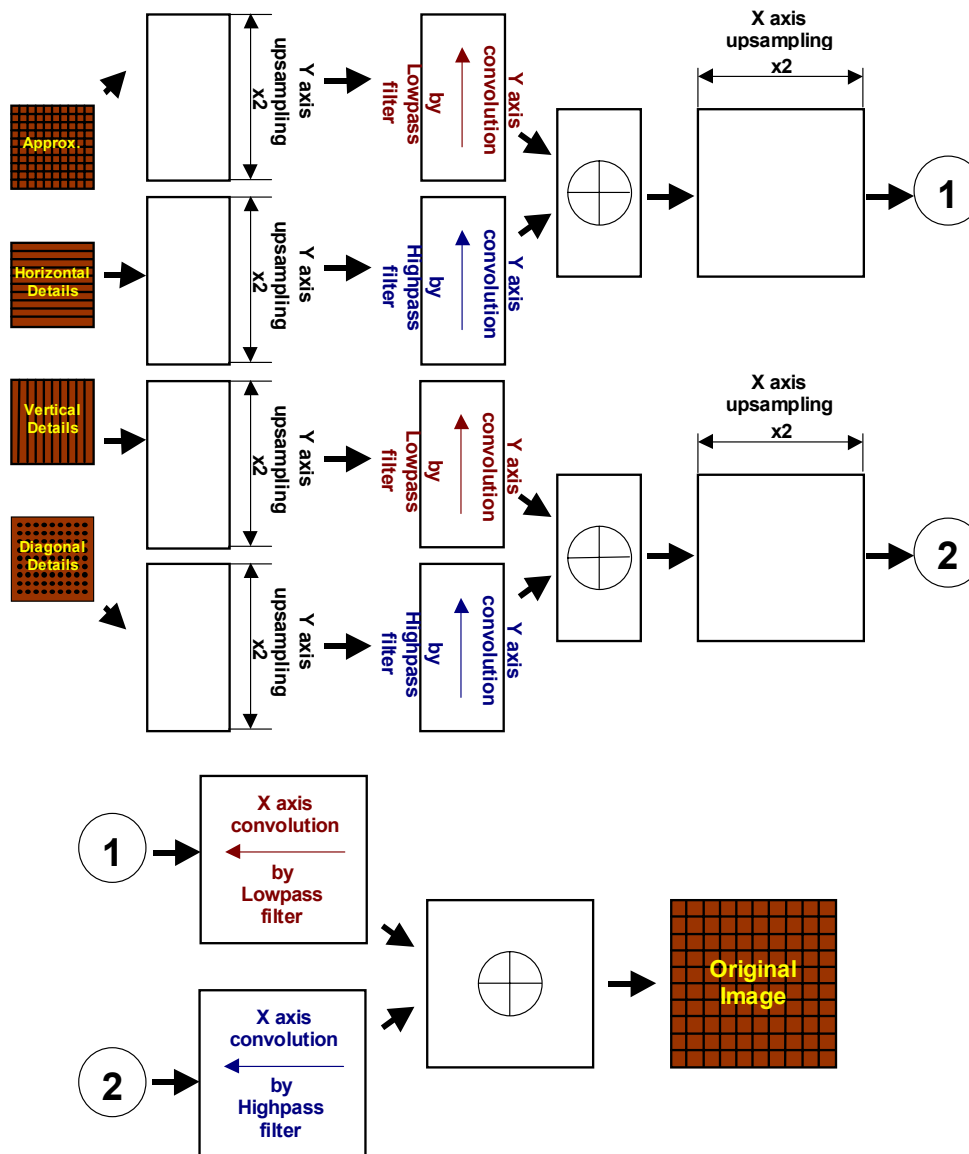 X axis
upsampling
x2
Approx.
Y axis
upsampling
x2
Y axis
convolution
by
Lowpass
filter
1
Horizontal
Details
Y axis
upsampling
x2
Y axis
convolution
by
Highpass
filter
X axis
upsampling
x2
Vertical
Details
Y axis
upsampling
x2
Y axis
convolution
by
Lowpass
filter
2
Diagonal
Details
Y axis
upsampling
x2
Y axis
convolution
by
Highpass
filter
1
X axis
convolution
by
Lowpass
filter
Original
Image
2
X axis
convolution
by
Highpass
filter